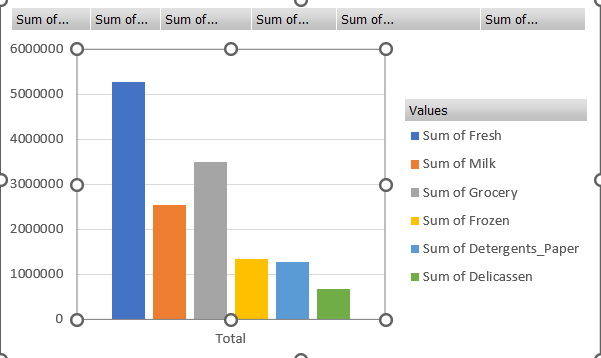 Sum of... Sum of... Sum of... Sum of... Sum of... Sum of...
6000000
5000000
4000000
3000000
2000000
1000000
0
Total
Values
Sum of Fresh
Sum of Milk
Sum of Grocery
Sum of Frozen
Sum of Detergents_Paper
Sum of Delicassen